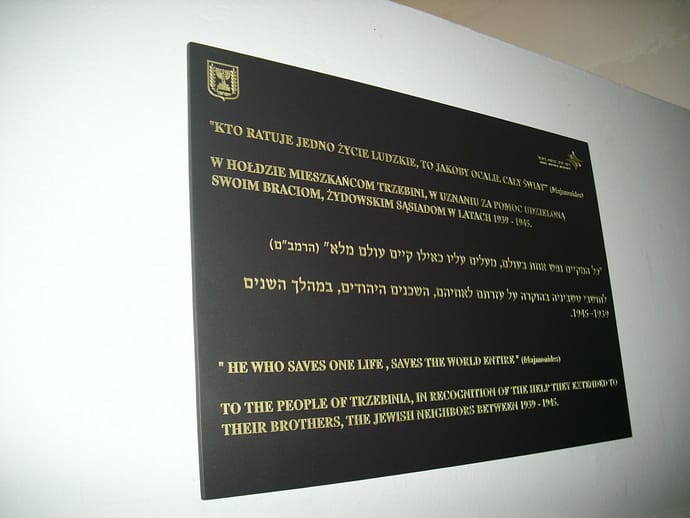 "KTO RATUJE JEDNO ŻYCIE LUDZKIE, TO JAKOBY OCALIŁ CAŁY ŚWIAT" (Majmonides)
W HOŁDZIE MIESZKAŃCOM TRZEBINI, W UZNANIU ZA POMOC UDZIELONĄ
SWOIM BRACIOM, ŻYDOWSKIM SĄSIADOM W LATACH 1939 - 1945.
"כל המקיים נפש אחת בעולם, מעלים עליו כאילו קיים עולם מלא" (הרמב"ם)
לתושבי טשביניה בהוקרה על עזרתם לאחיהם, השכנים היהודים, במהלך השנים
1945-1939.
" HE WHO SAVES ONE LIFE , SAVES THE WORLD ENTIRE " (Majmonides)
TO THE PEOPLE OF TRZEBINIA, IN RECOGNITION OF THE HELP THEY EXTENDED TO
THEIR BROTHERS, THE JEWISH NEIGHBORS BETWEEN 1939 - 1945.